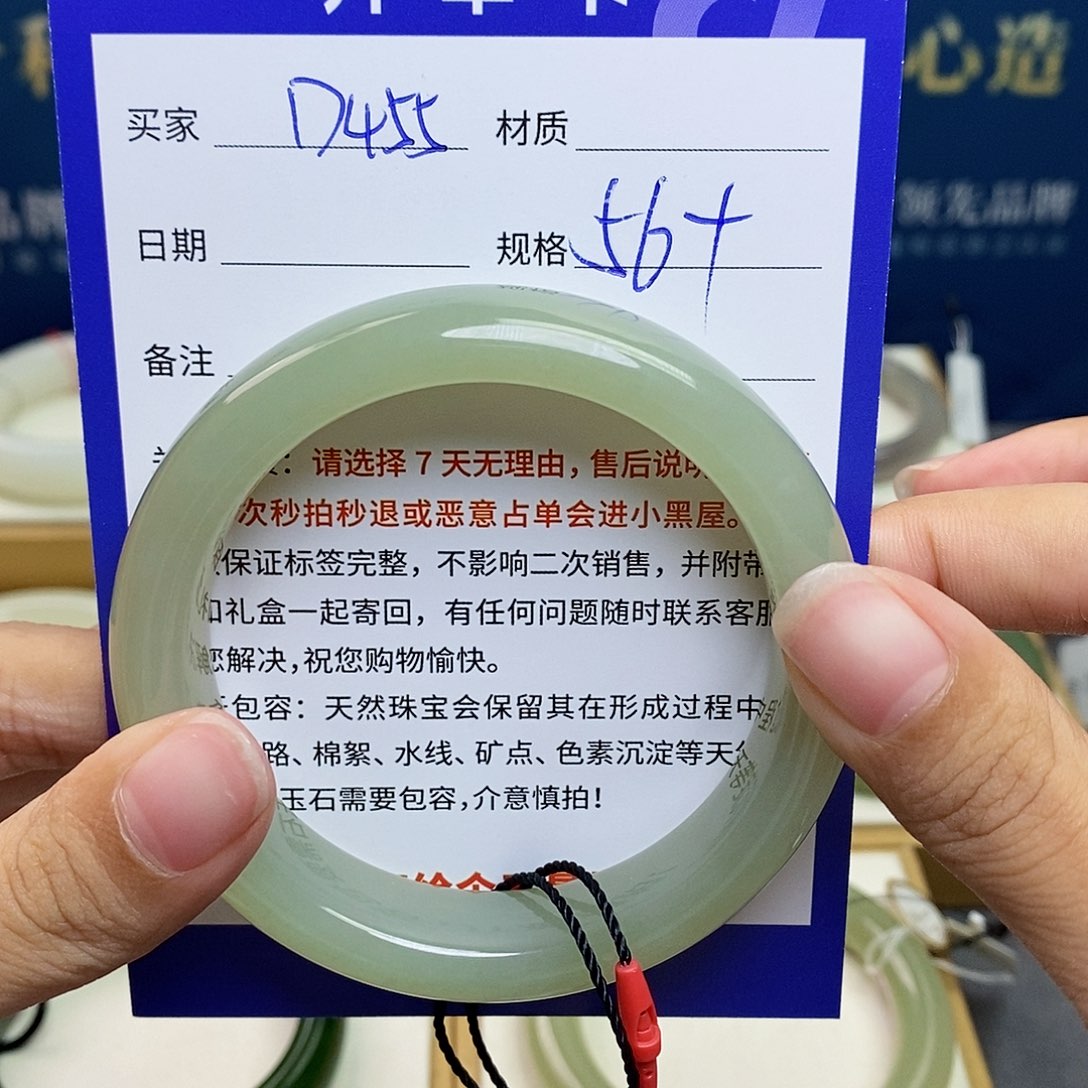 买家 D455 材质
心造
日期 规格 56+
领先品牌
备注
：请选择 7 天无理由，售后说明
次秒拍秒退或恶意占单会进小黑屋。
保证标签完整，不影响二次销售，并附带
和礼盒一起寄回，有任何问题随时联系客服
您解决，祝您购物愉快。
包容：天然珠宝会保留其在形成过程中
路、棉絮、水线、矿点、色素沉淀等天
玉石需要包容，介意慎拍！